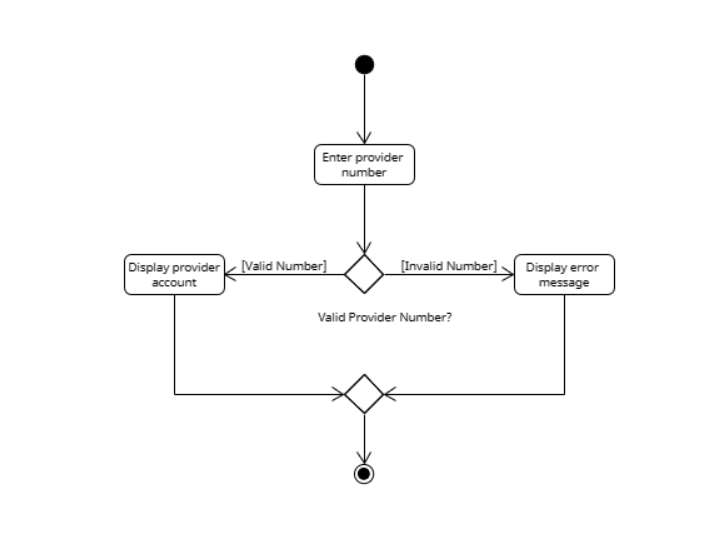 Enter provider
number
[Valid Number]
[Invalid Number]
Display provider
account
Display error
message
Valid Provider Number?